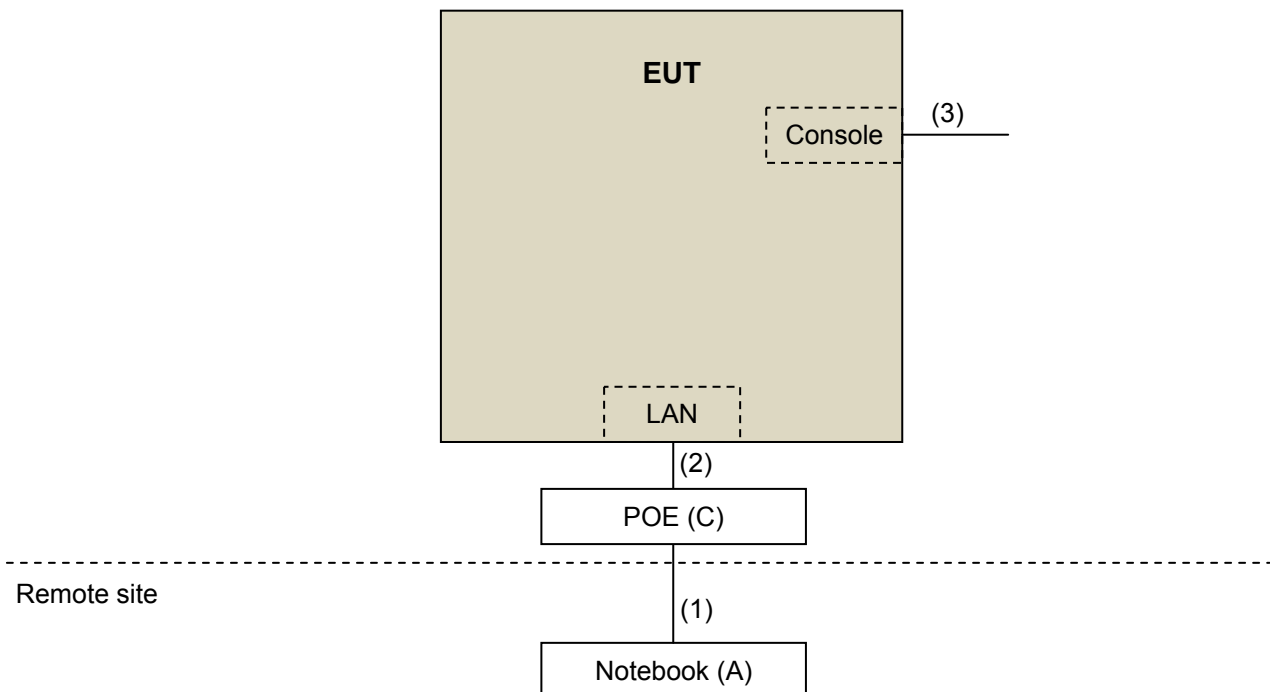 EUT
(3)
Console
LAN
(2)
POE (C)
Remote site
(1)
Notebook (A)